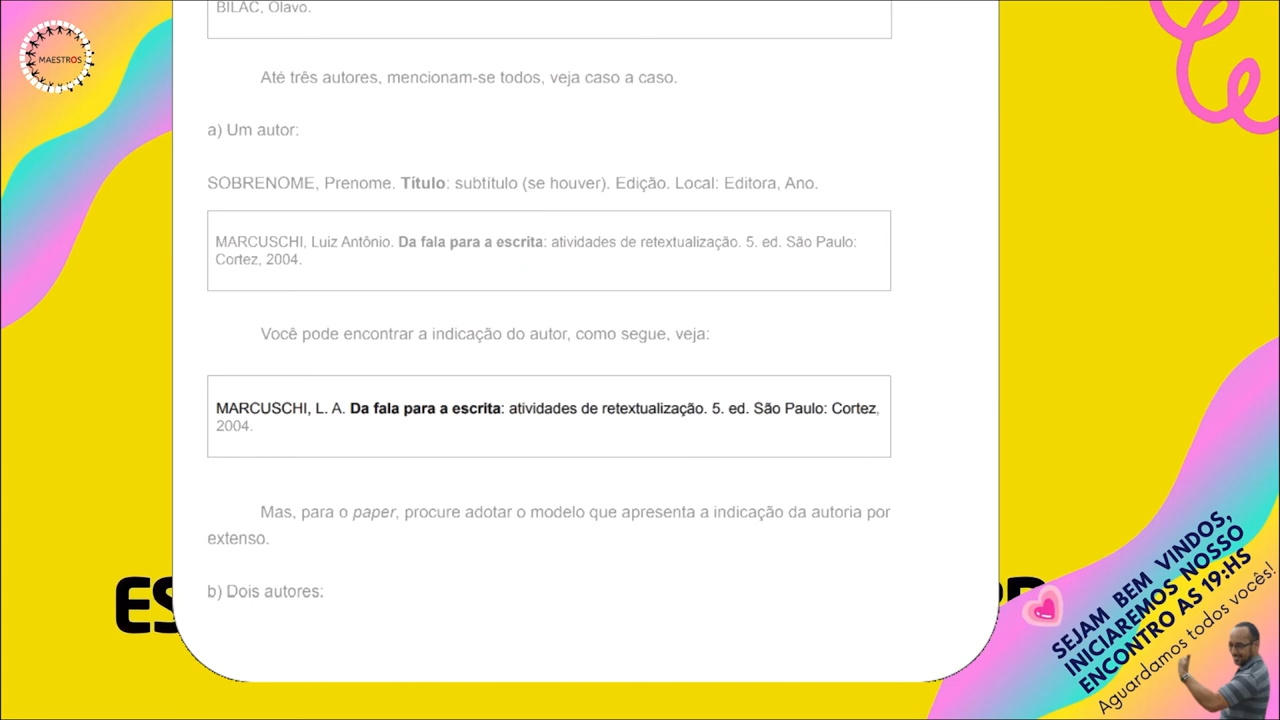 MAESTROS
BILAC, Olavo.
Até três autores, mencionam-se todos, veja caso a caso.
a) Um autor:
SOBRENOME, Prenome. Título: subtitulo (se houver). Edição. Local: Editora, Ano.
MARCUSCHI, Luiz Antônio. Da fala para a escrita: atividades de retextualização. 5. ed. São Paulo:
Cortez, 2004.
Você pode encontrar a indicação do autor, como segue, veja:
MARCUSCHI, L. A. Da fala para a escrita: atividades de retextualização. 5. ed. São Paulo: Cortez,
2004.
Mas, para o paper, procure adotar o modelo que apresenta a indicação da autoria por
extenso.
b) Dois autores:
ES
SEJAM BEM VINDOS,
INICIAREMOS NOSSO
ENCONTRO AS 19:HS
Aguardamos todos vocês!